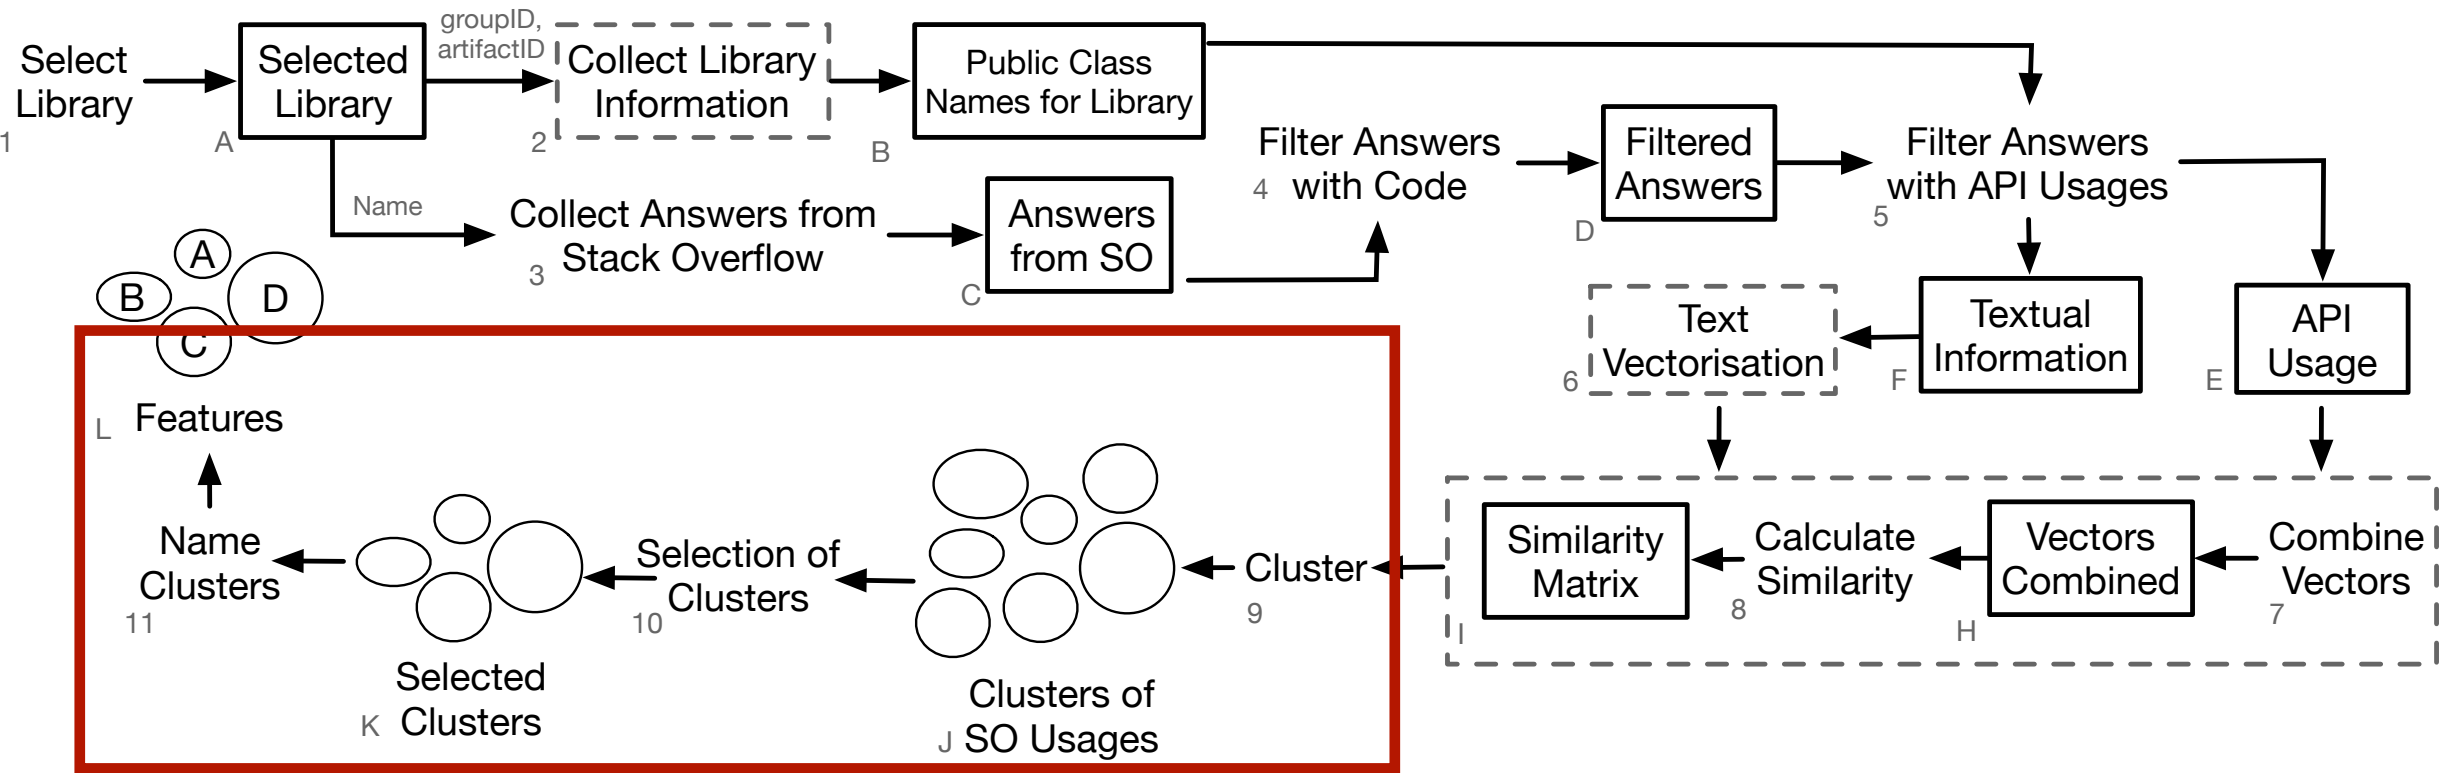 Select
Library
1
Selected
Library
A
groupID,
artifactID
Collect Library
Information
2
Public Class
Names for Library
B
Name
Collect Answers from
Stack Overflow
3
Answers
from SO
C
Filter Answers
with Code
4
Filtered
Answers
D
Filter Answers
with API Usages
5
API
Usage
E
Textual
Information
F
Text
Vectorisation
6
Combine
Vectors
7
Vectors
Combined
H
Calculate
Similarity
8
Similarity
Matrix
I
Cluster
9
Clusters of
SO Usages
J
Selection of
Clusters
10
Selected
Clusters
K
Name
Clusters
11
Features
L
A
B
D
C